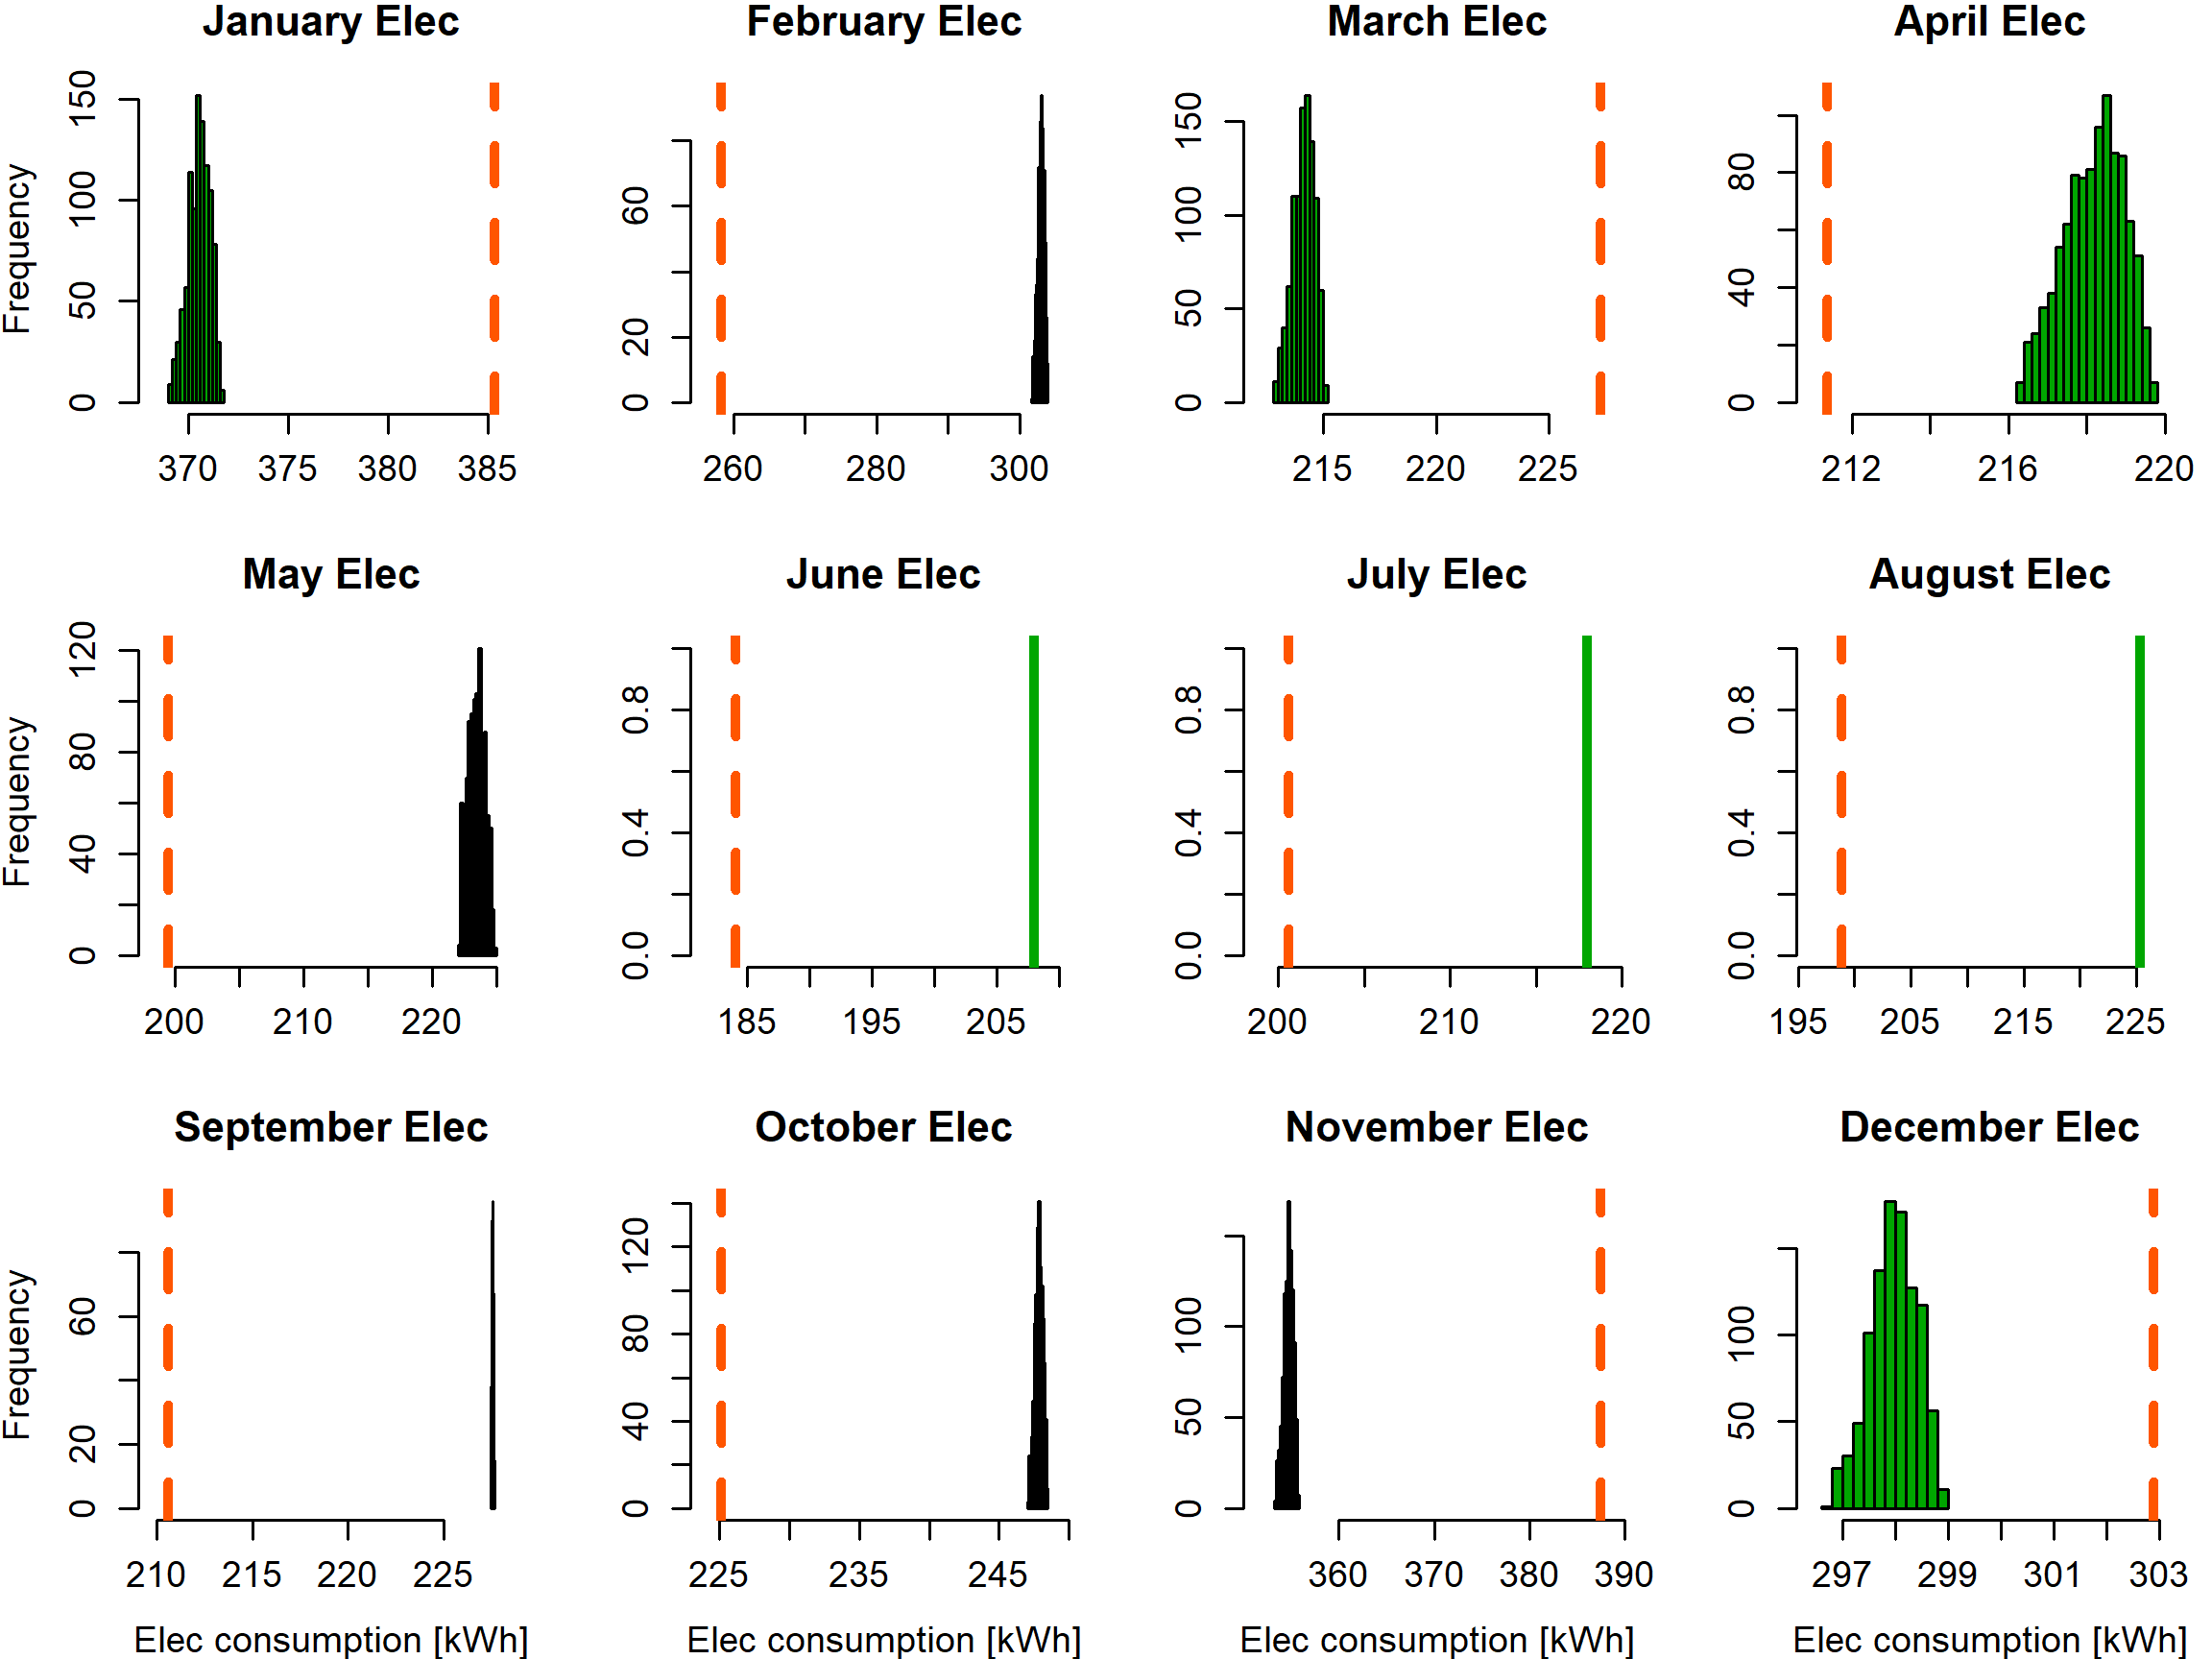 January Elec
February Elec
March Elec
April Elec
Frequency
0 50 100 150
370 375 380 385
0 20 60
260 280 300
0 50 100 150
215 220 225
0 40 80
212 216 220
May Elec
June Elec
July Elec
August Elec
Frequency
0 40 80 120
200 210 220
0.0 0.4 0.8
185 195 205
0.0 0.4 0.8
200 210 220
0.0 0.4 0.8
195 205 215 225
September Elec
October Elec
November Elec
December Elec
Frequency
0 20 60
210 215 220 225
0 40 80 120
225 235 245
0 50 100
360 370 380 390
0 50 100
297 299 301 303
Elec consumption [kWh]
Elec consumption [kWh]
Elec consumption [kWh]
Elec consumption [kWh]